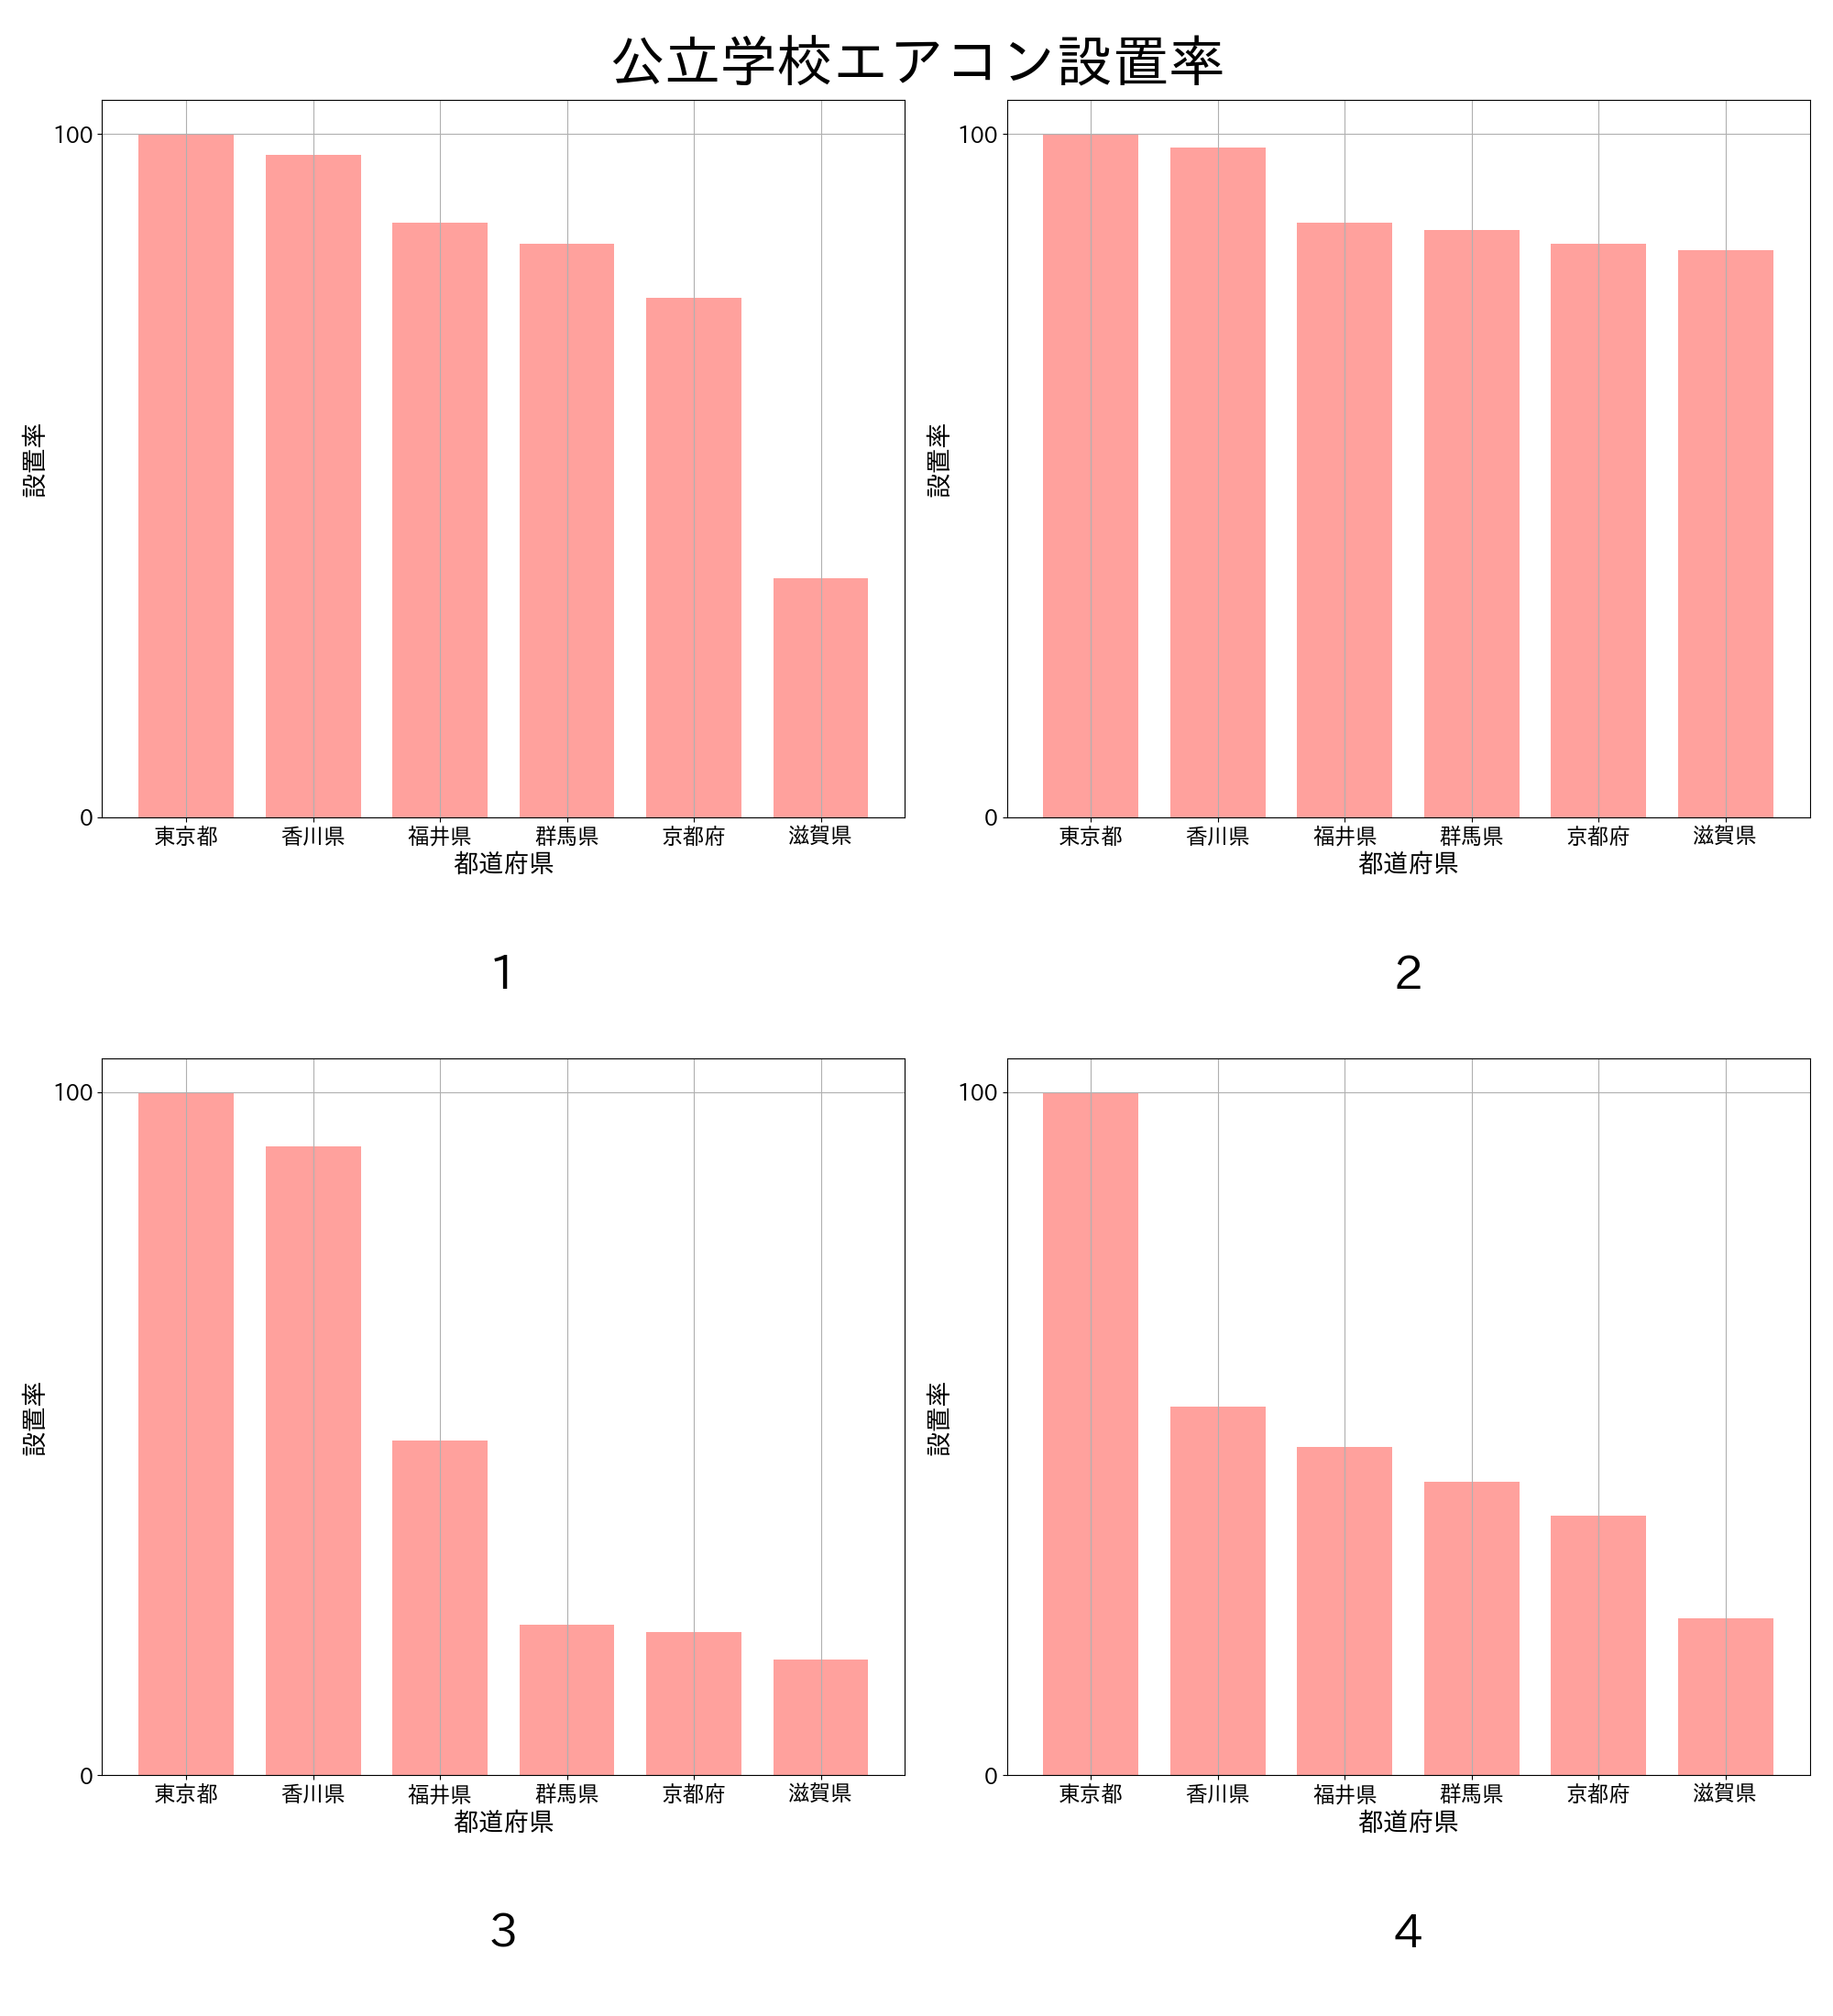 公立学校エアコン設置率
100
0
設置率
東京都 香川県 福井県 群馬県 京都府 滋賀県
都道府県
1
100
0
設置率
東京都 香川県 福井県 群馬県 京都府 滋賀県
都道府県
2
100
0
設置率
東京都 香川県 福井県 群馬県 京都府 滋賀県
都道府県
3
100
0
設置率
東京都 香川県 福井県 群馬県 京都府 滋賀県
都道府県
4